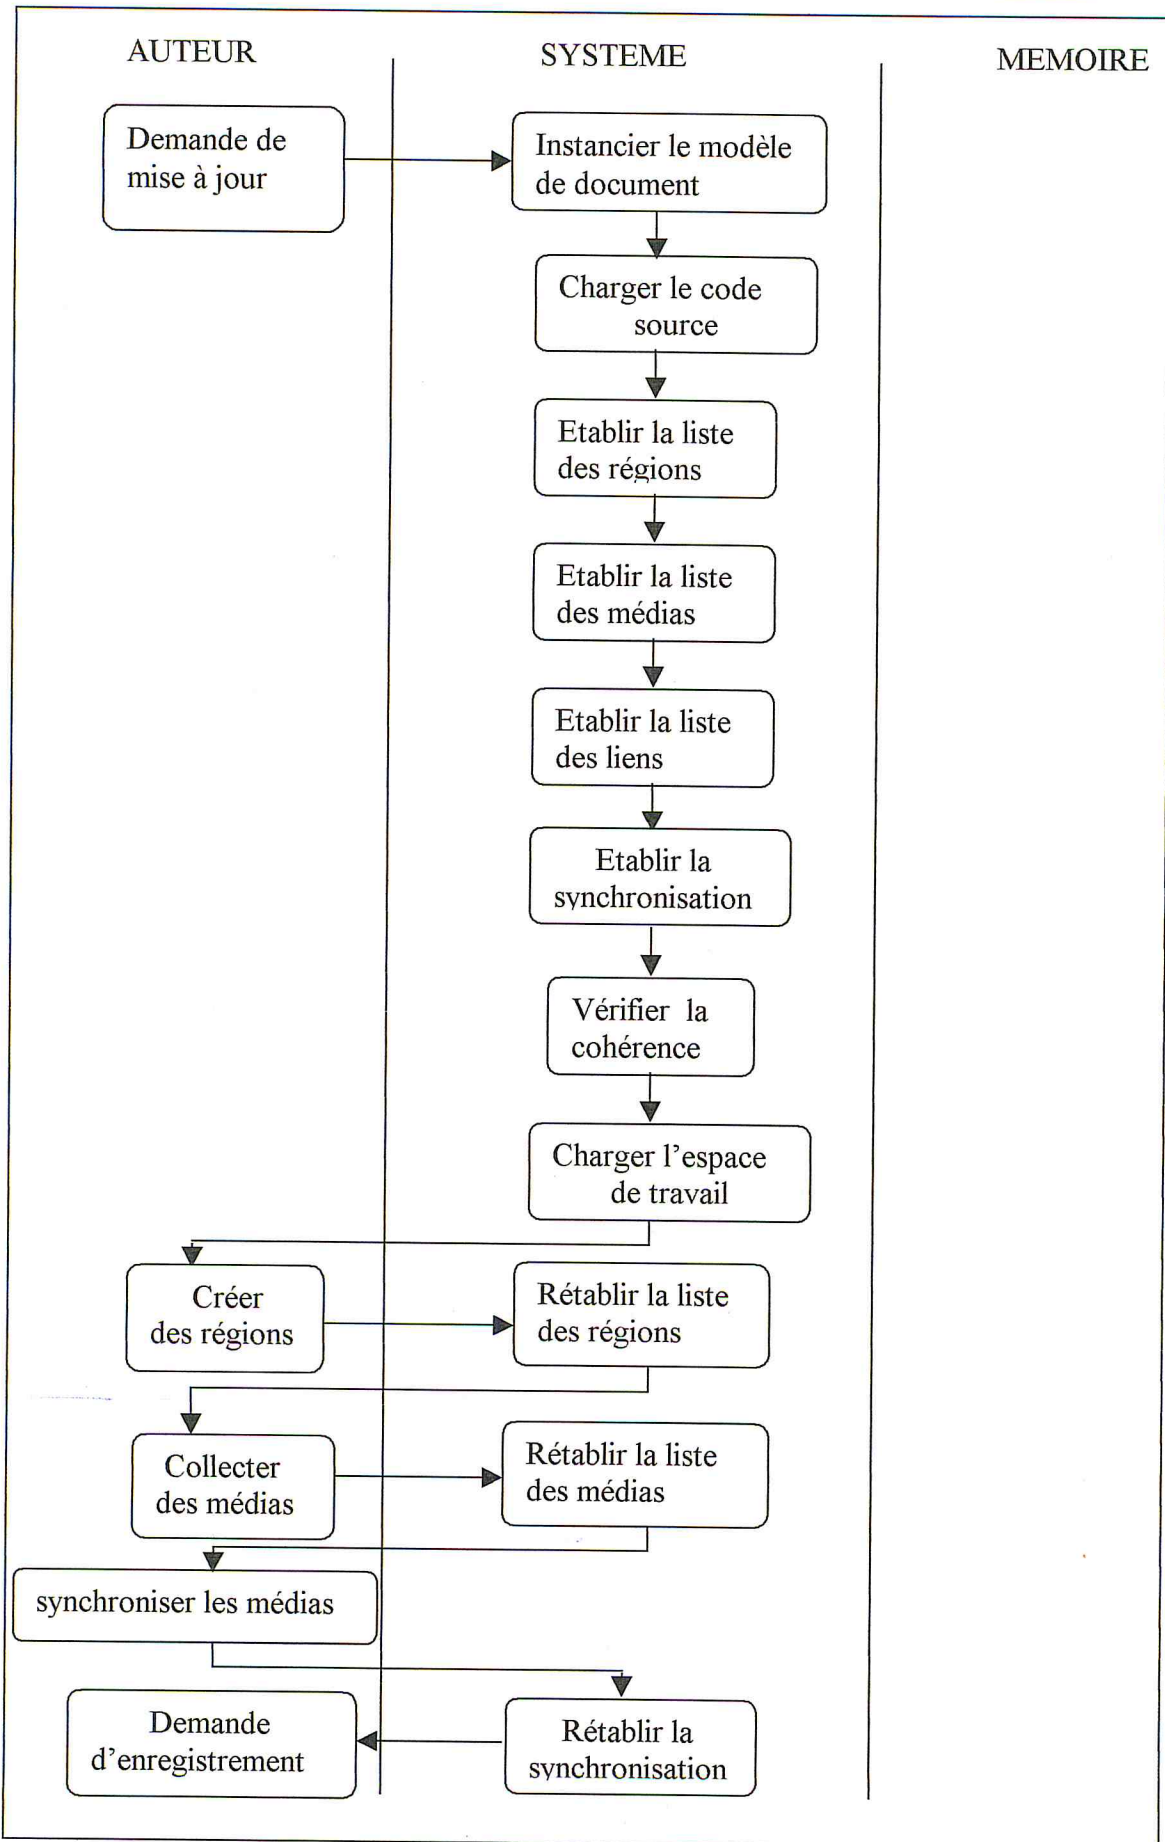 AUTEUR
SYSTEME
MEMOIRE
Demande de
mise à jour
Instancier le modèle
de document
Charger le code
source
Etablir la liste
des régions
Etablir la liste
des médias
Etablir la liste
des liens
Etablir la
synchronisation
Vérifier la
cohérence
Charger l’espace
de travail
Créer
des régions
Rétablir la liste
des régions
Collecter
des médias
Rétablir la liste
des médias
synchroniser les médias
Rétablir la
synchronisation
Demande
d’enregistrement